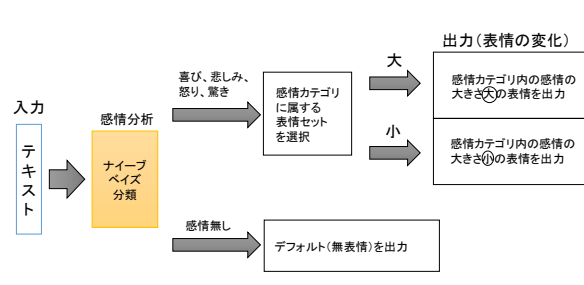 出力(表情の変化)
大
感情カテゴリ内の感情の
大きさ大の表情を出力
喜び、悲しみ、
怒り、驚き
感情カテゴリ
に属する
表情セット
を選択
入力
感情分析
小
感情カテゴリ内の感情の
大きさ小の表情を出力
テキスト
ナイーブ
ベイズ
分類
感情無し
デフォルト(無表情)を出力